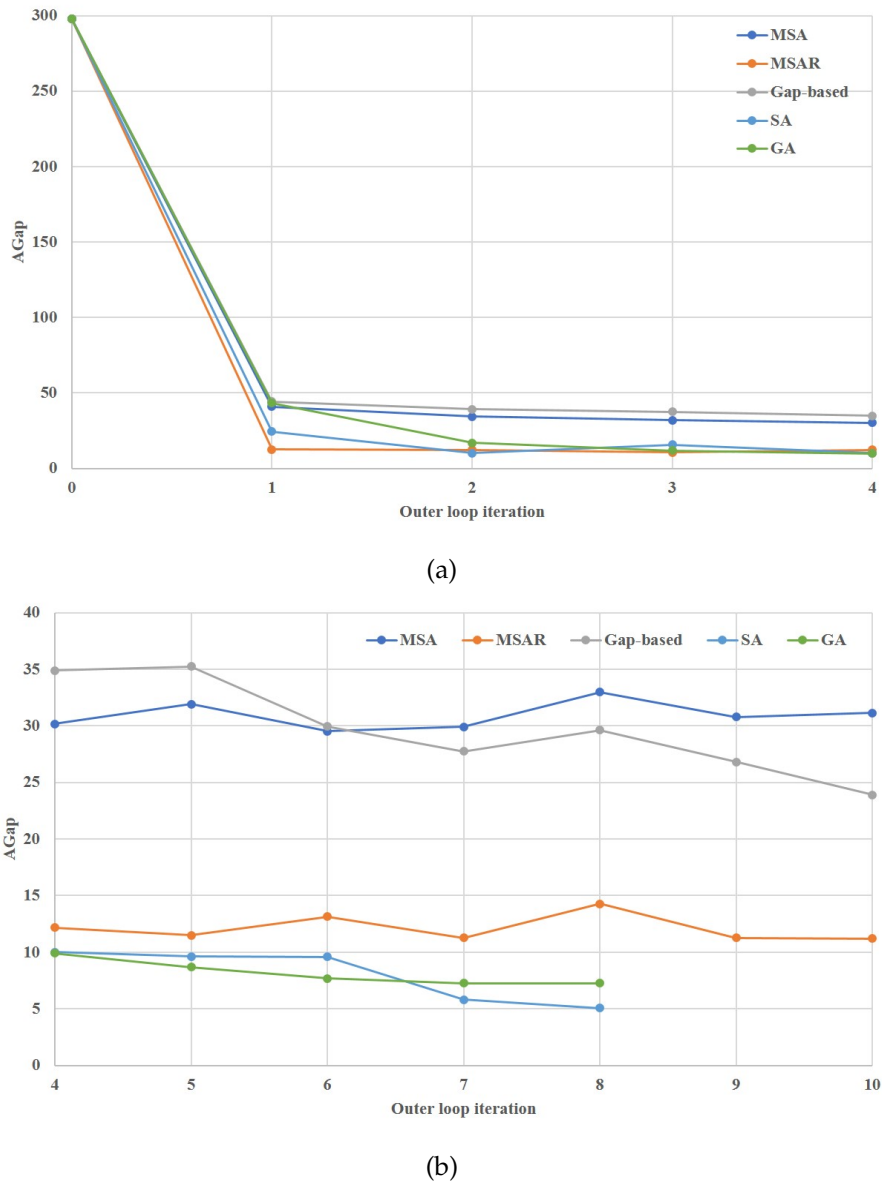 300
250
200
150
100
50
0
AGap
MSA
MSAR
Gap-based
SA
GA
0 1 2 3 4
Outer loop iteration
(a)
40
35
30
25
20
15
10
5
0
AGap
MSA MSAR Gap-based SA GA
4 5 6 7 8 9 10
Outer loop iteration
(b)